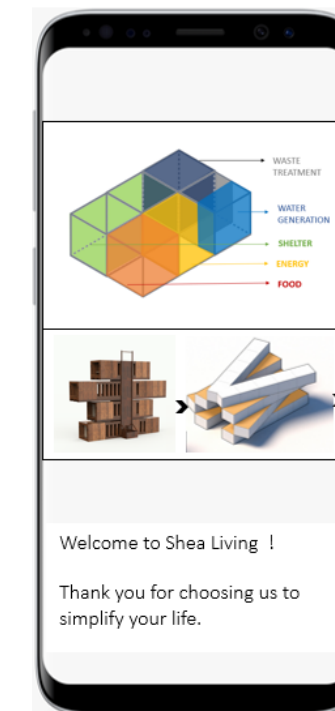 WASTE
TREATMENT
WATER
GENERATION
SHELTER
ENERGY
FOOD
Welcome to Shea Living !
Thank you for choosing us to
simplify your life.